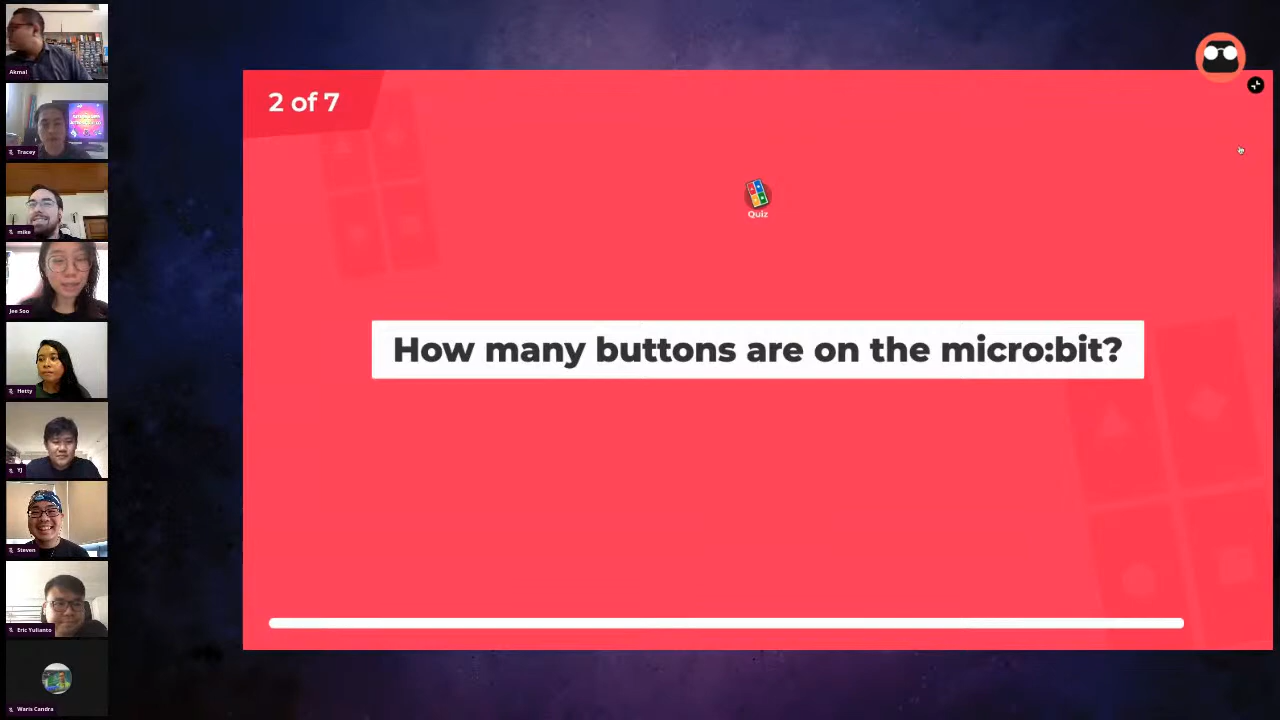 Akmal
Tracey
mike
Jee Soo
Hetty
YJ
Steven
Eric Yulianto
Waris Candra
2 of 7
Quiz
How many buttons are on the micro:bit?